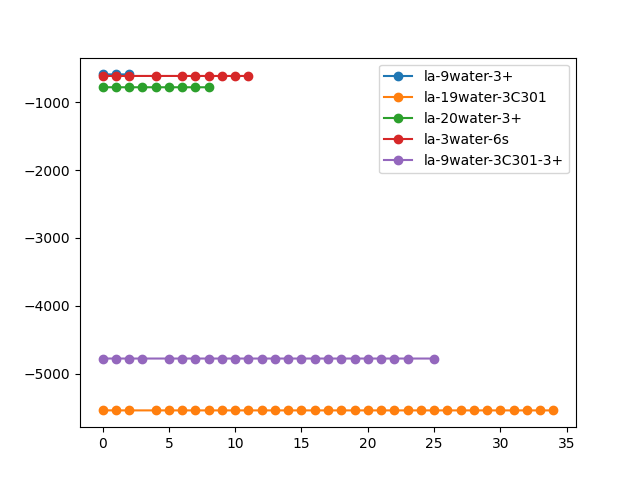 la-9water-3+
la-19water-3C301
la-20water-3+
la-3water-6s
la-9water-3C301-3+
−1000
−2000
−3000
−4000
−5000
0 5 10 15 20 25 30 35